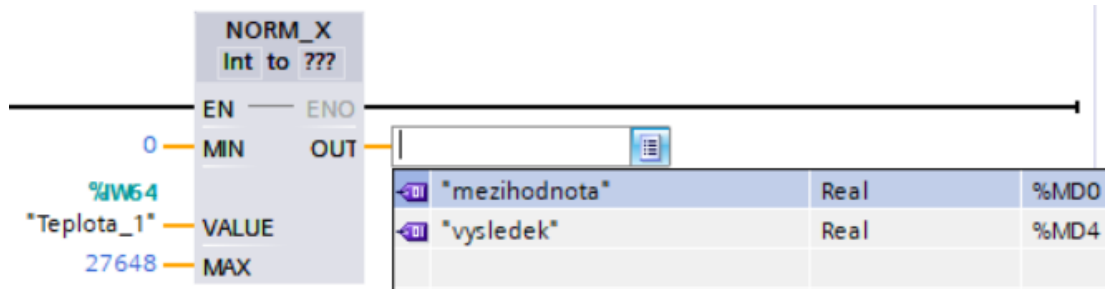 NORM_X
Int to ???
EN ENO
0 MIN OUT
%IW64
"Teplota_1" VALUE
27648 MAX
"mezihodnota" Real %MD0
"vysledek" Real %MD4